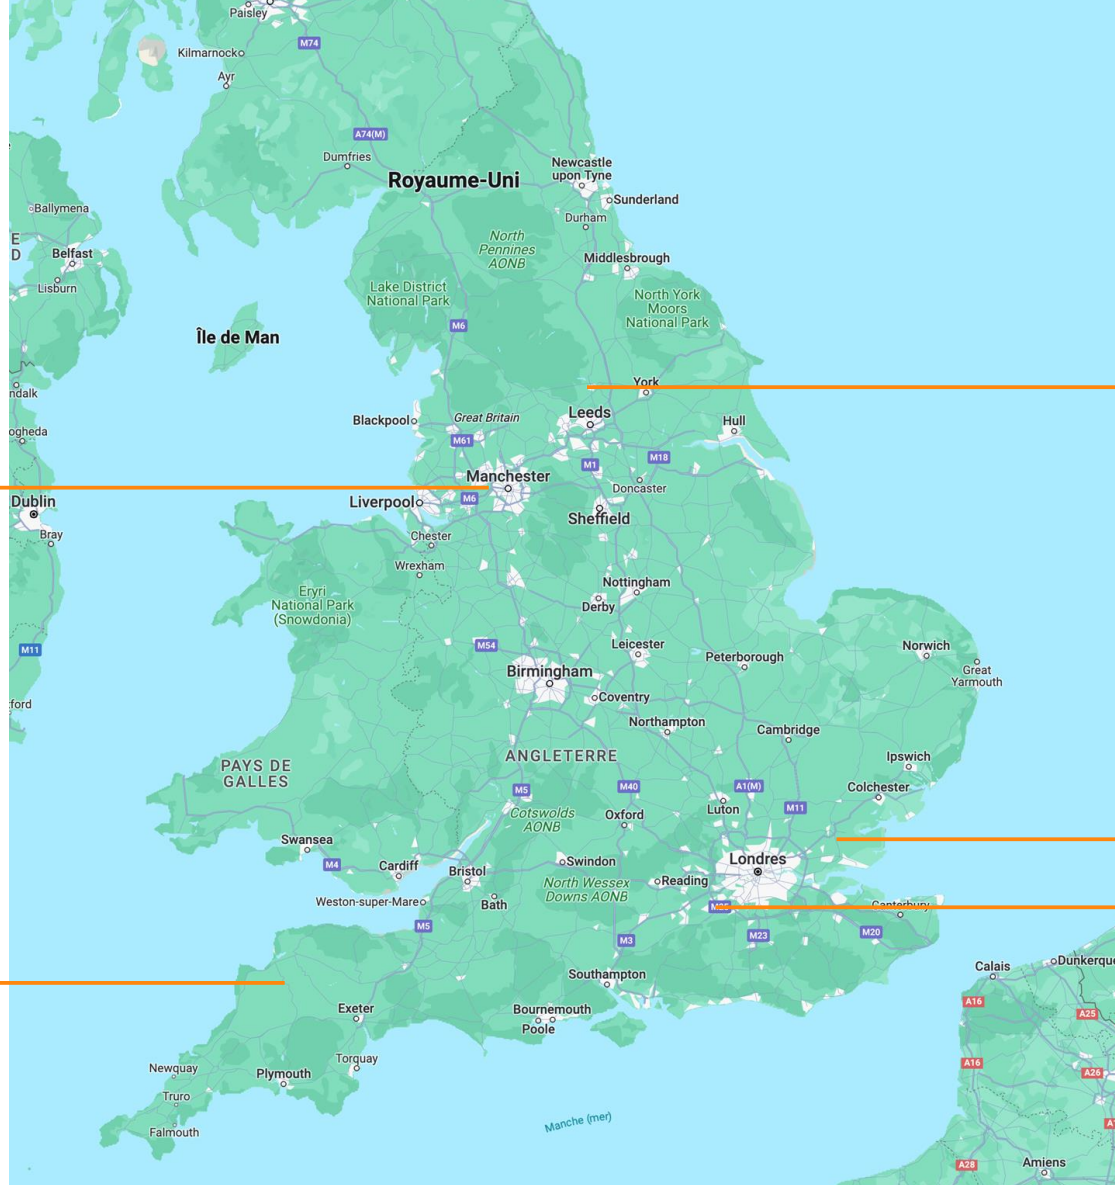 Paisley
M74
Kilmarnock
Ayr
A74(M)
Dumfries
Newcastle
upon Tyne
Royaume-Uni
Sunderland
Ballymena
Durham
E
D
Belfast
North
Pennines
AONB
Middlesbrough
Lisburn
Lake District
National Park
North York
Moors
National Park
M6
Île de Man
York
ndalk
Leeds
Blackpool
Great Britain
Hull
ogheda
M61
M1
M18
Manchester
Doncaster
Dublin
Liverpool
M6
Sheffield
Bray
Chester
Wrexham
Nottingham
Eryri
National Park
(Snowdonia)
Derby
M11
M54
Leicester
Peterborough
Norwich
Birmingham
Great
Yarmouth
Coventry
xford
Northampton
Cambridge
ANGLETERRE
Ipswich
PAYS DE
GALLES
M5
M40
A1(M)
Colchester
M11
Luton
Cotswolds
AONB
Oxford
Swansea
M4
Cardiff
Bristol
Swindon
Londres
Reading
North Wessex
Downs AONB
Weston-super-Mare
Bath
M25
Canterbury
M5
M3
M23
M20
Southampton
Calais
Dunkerque
Exeter
Bournemouth
Poole
A16
A25
Torquay
Newquay
Plymouth
A16
A26
Truro
Falmouth
Manche (mer)
A28
Amiens